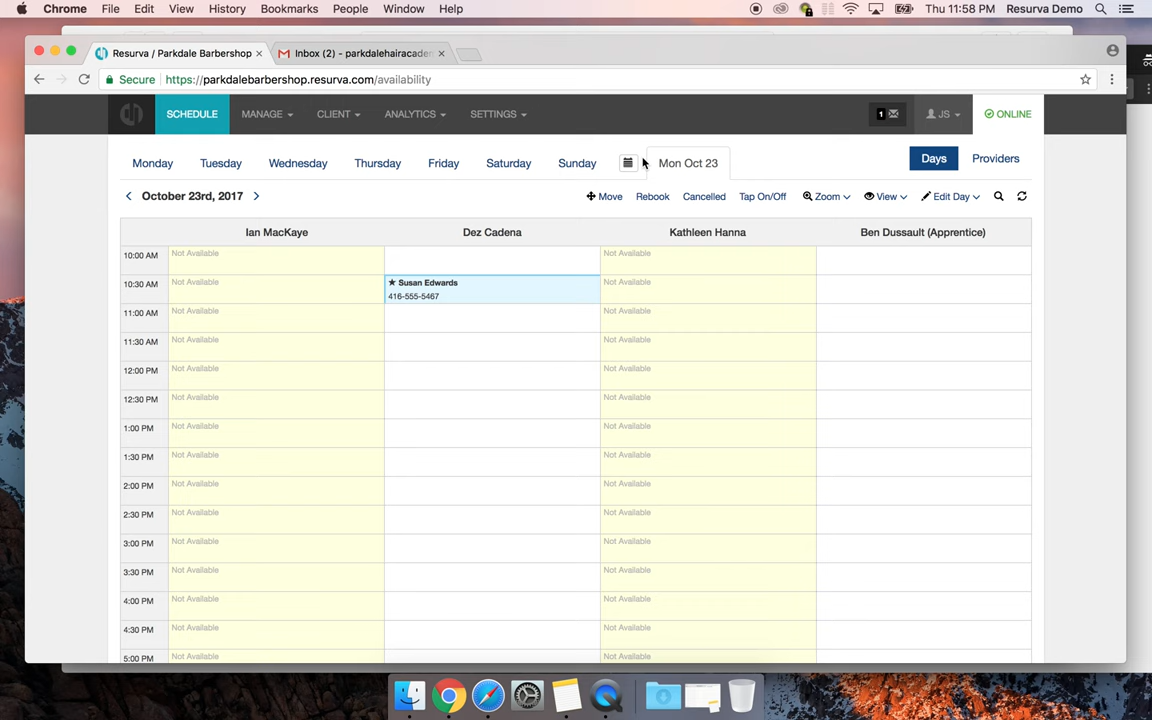 Chrome File Edit View History Bookmarks People Window Help Thu 11:58 PM Resurva Demo
Resurva / Parkdale Barbershop × Inbox (2) - parkdalehairacadem ×
Secure https://parkdalebarbershop.resurva.com/availability
SCHEDULE MANAGE CLIENT ANALYTICS SETTINGS 1 JS ONLINE
Monday Tuesday Wednesday Thursday Friday Saturday Sunday Mon Oct 23 Days Providers
October 23rd, 2017 Move Rebook Cancelled Tap On/Off Zoom View Edit Day
Ian MacKaye Dez Cadena Kathleen Hanna Ben Dussault (Apprentice)
10:00 AM Not Available Not Available
10:30 AM Not Available ★ Susan Edwards Not Available
416-555-5467
11:00 AM Not Available Not Available
11:30 AM Not Available Not Available
12:00 PM Not Available Not Available
12:30 PM Not Available Not Available
1:00 PM Not Available Not Available
1:30 PM Not Available Not Available
2:00 PM Not Available Not Available
2:30 PM Not Available Not Available
3:00 PM Not Available Not Available
3:30 PM Not Available Not Available
4:00 PM Not Available Not Available
4:30 PM Not Available Not Available
5:00 PM Not Available Not Available